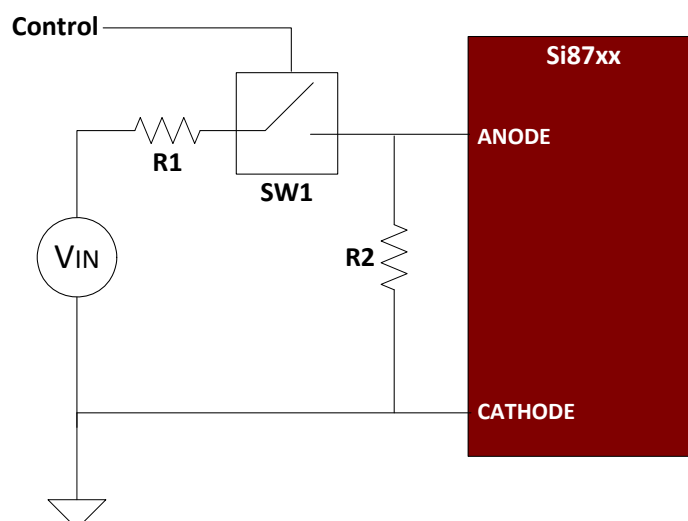 Control
Si87xx
ANODE
R1
SW1
VIN
R2
CATHODE